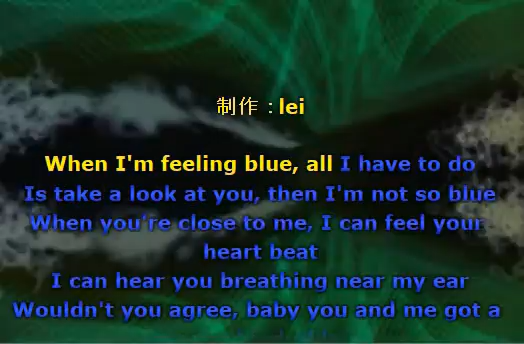 制作：lei
When I'm feeling blue, all I have to do
Is take a look at you, then I'm not so blue
When you're close to me, I can feel your
heart beat
I can hear you breathing near my ear
Wouldn't you agree, baby you and me got a